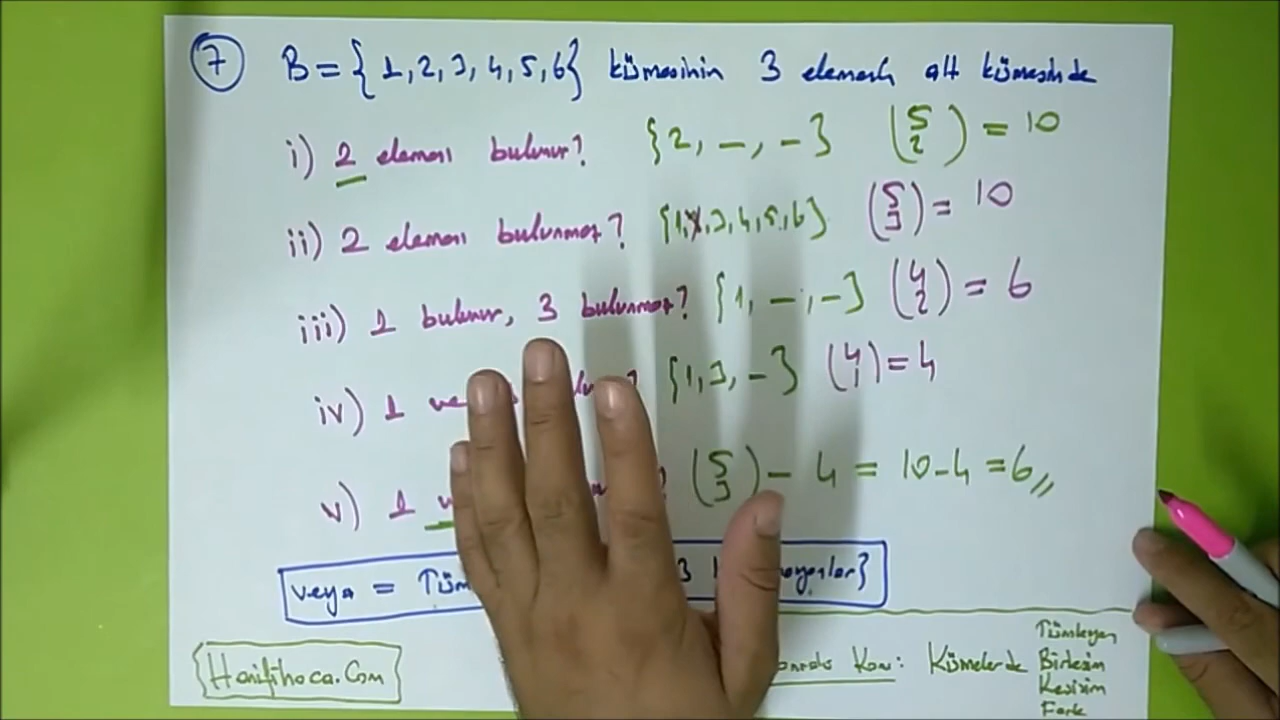 7 B = {1, 2, 3, 4, 5, 6} kümesinin 3 elemanlı alt kümesinde
i) 2 elemanı bulunur? {2, _, _} (5 2) = 10
ii) 2 elemanı bulunmaz? {1, 2, 3, 4, 5, 6} (5 3) = 10
iii) 1 bulunur, 3 bulunmaz? {1, _, _} (4 2) = 6
iv) 1 ve {1, 3, _} (4 1) = 4
v) 1 ? (5 3) - 4 = 10 - 4 = 6
veya = Tüm 3
Hanifihoca.Com
Konu: Kümelerde
Tümleyen
Birleşim
Kesişim
Fark